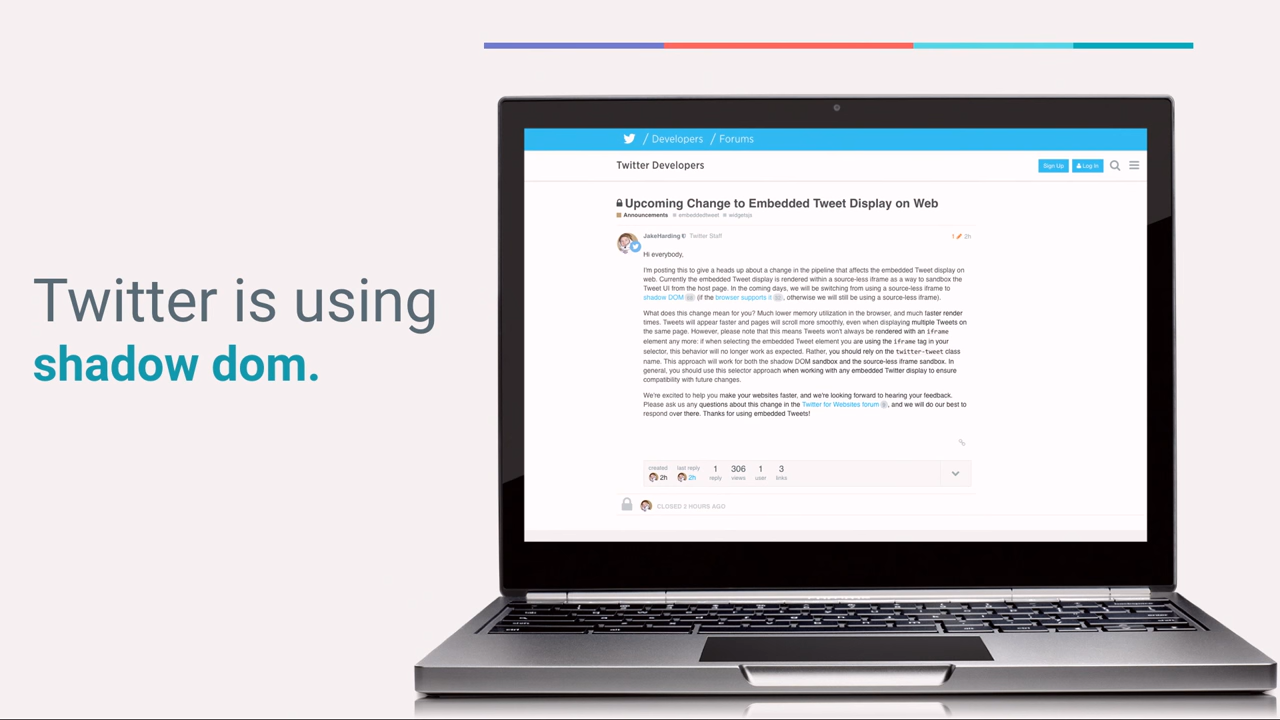 Twitter is using
shadow dom.
/ Developers / Forums
Twitter Developers
Sign Up
Log In
Upcoming Change to Embedded Tweet Display on Web
Announcements embeddedtweet widgetsjs
JakeHarding Twitter Staff
1 2h
Hi everybody,
I'm posting this to give a heads up about a change in the pipeline that affects the embedded Tweet display on
web. Currently the embedded Tweet display is rendered within a source-less iframe as a way to sandbox the
Tweet UI from the host page. In the coming days, we will be switching from using a source-less iframe to
shadow DOM (if the browser supports it , otherwise we will still be using a source-less iframe).
What does this change mean for you? Much lower memory utilization in the browser, and much faster render
times. Tweets will appear faster and pages will scroll more smoothly, even when displaying multiple Tweets on
the same page. However, please note that this means Tweets won't always be rendered with an iframe
element any more: if when selecting the embedded Tweet element you are using the iframe tag in your
selector, this behavior will no longer work as expected. Rather, you should rely on the twitter-tweet class
name. This approach will work for both the shadow DOM sandbox and the source-less iframe sandbox. In
general, you should use this selector approach when working with any embedded Twitter display to ensure
compatibility with future changes.
We're excited to help you make your websites faster, and we're looking forward to hearing your feedback.
Please ask us any questions about this change in the Twitter for Websites forum , and we will do our best to
respond over there. Thanks for using embedded Tweets!
created last reply 1 306 1 3
2h 2h reply views user links
CLOSED 2 HOURS AGO